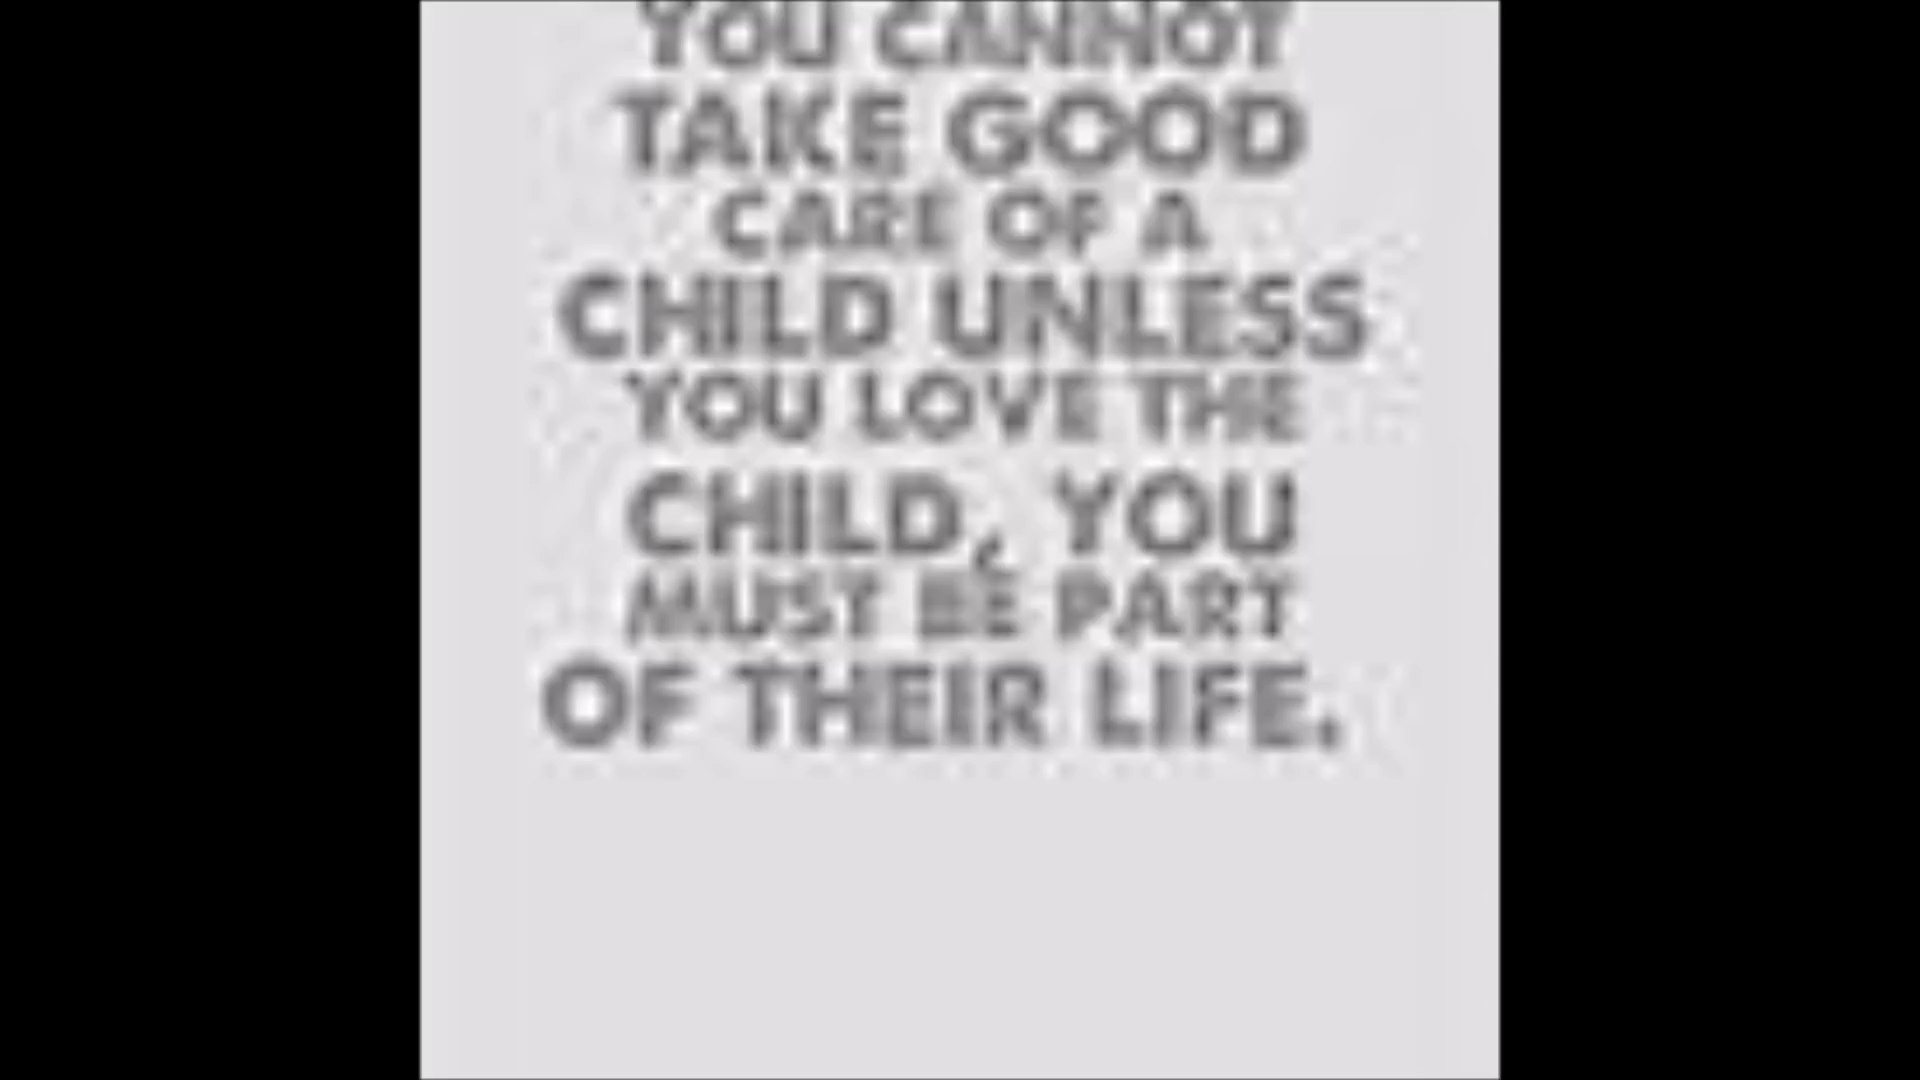 YOU CANNOT
TAKE GOOD
CARE OF A
CHILD UNLESS
YOU LOVE THE
CHILD, YOU
MUST BE PART
OF THEIR LIFE.